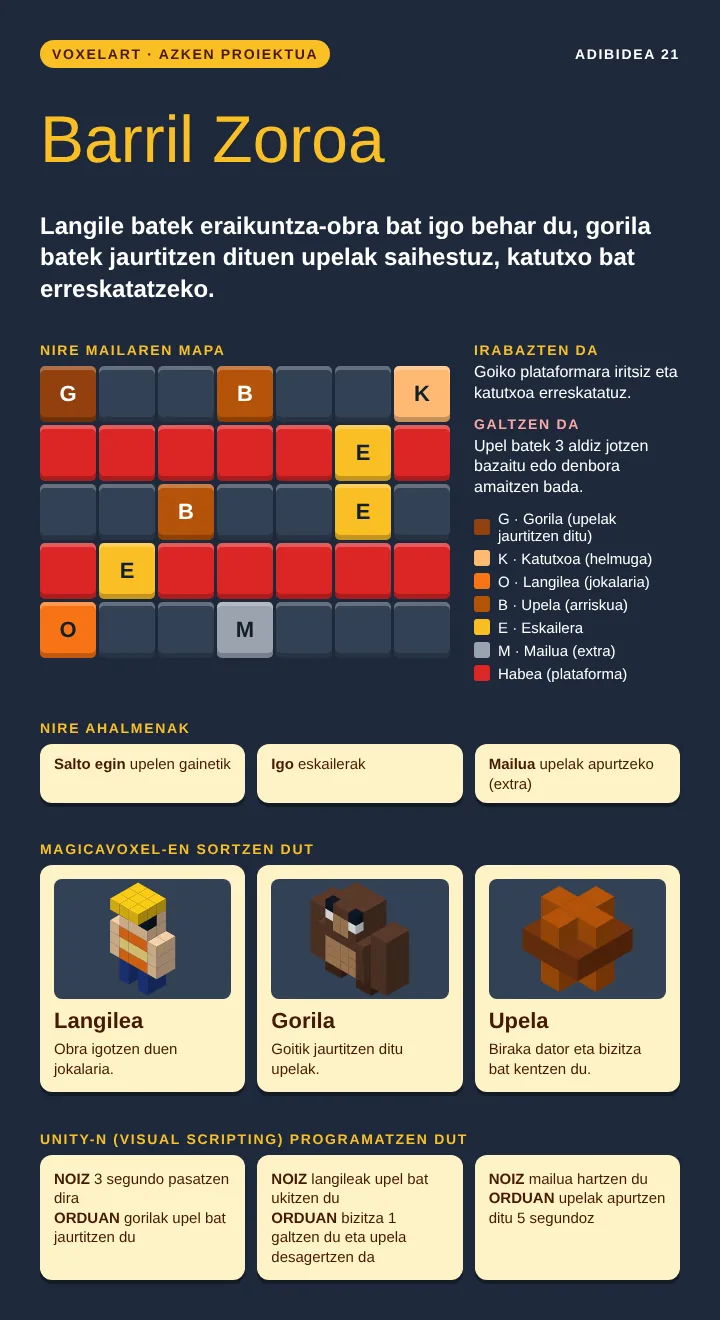 VOXELART · AZKEN PROIEKTUA
ADIBIDEA 21
Barril Zoroa
Langile batek eraikuntza-obra bat igo behar du, gorila
batek jaurtitzen dituen upelak saihestuz, katutxo bat
erreskatatzeko.
NIRE MAILAREN MAPA
G B K
E
B E
E
O M
IRABAZTEN DA
Goiko plataformara iritsiz eta
katutxoa erreskatuz.
GALTZEN DA
Upel batek 3 aldiz jotzen
bazaitu edo denbora
amaitzen bada.
G · Gorila (upelak
jaurtitzen ditu)
K · Katutxoa (helmuga)
O · Langilea (jokalaria)
B · Upela (arriskua)
E · Eskailera
M · Mailua (extra)
Habea (plataforma)
NIRE AHALMENAK
Salto egin upelen gainetik
Igo eskailerak
Mailua upelak apurtzeko
(extra)
MAGICAVOXEL-EN SORTZEN DUT
Langilea
Obra igotzen duen
jokalaria.
Gorila
Goitik jaurtitzen ditu
upelak.
Upela
Biraka dator eta bizitza
bat kentzen du.
UNITY-N (VISUAL SCRIPTING) PROGRAMATZEN DUT
NOIZ 3 segundo pasatzen
dira
ORDUAN gorilak upel bat
jaurtitzen du
NOIZ langileak upel bat
ukitzen du
ORDUAN bizitza 1
galtzen du eta upela
desagertzen da
NOIZ mailua hartzen du
ORDUAN upelak apurtzen
ditu 5 segundoz